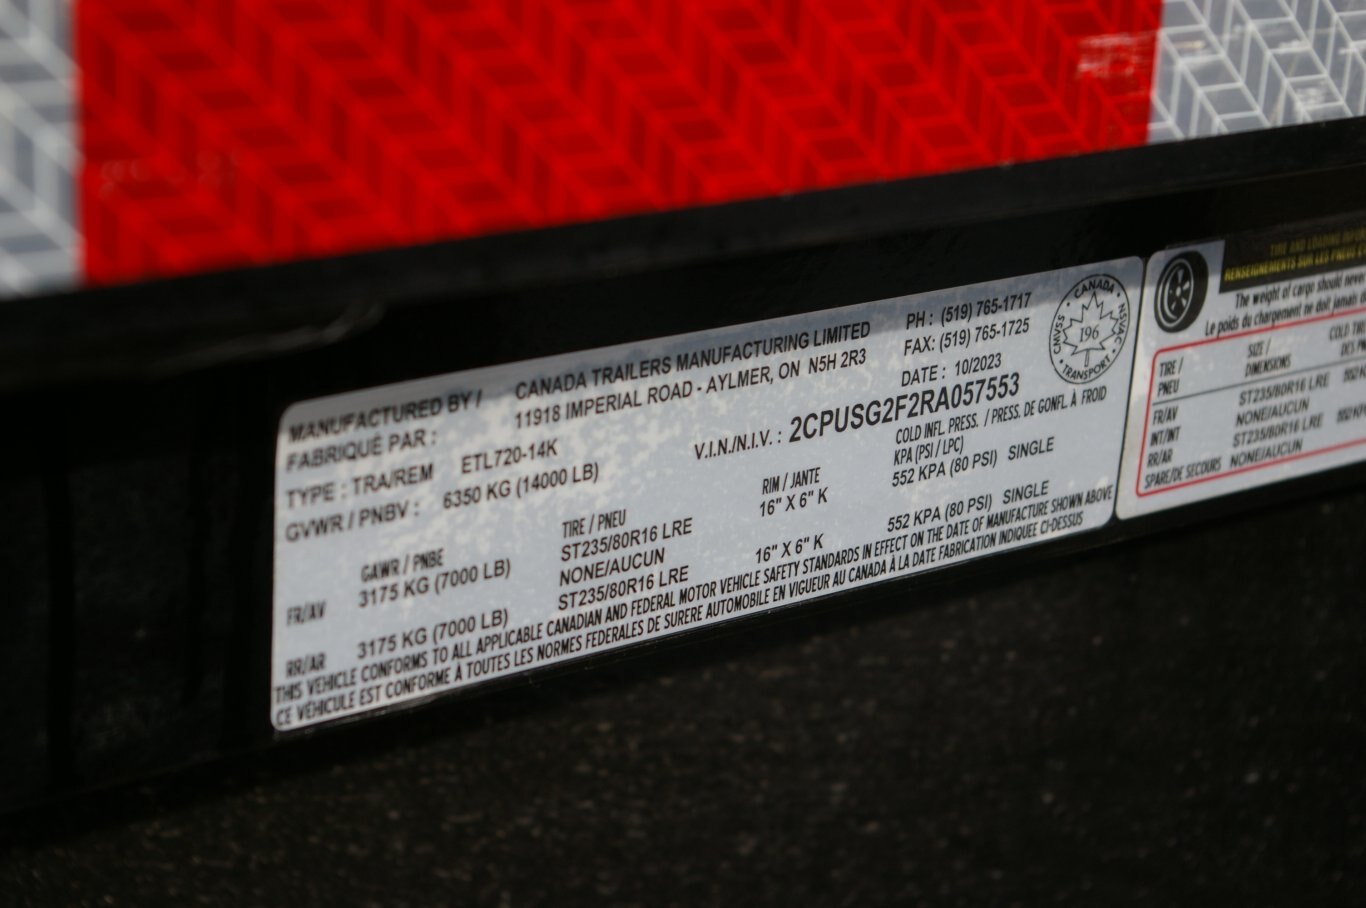 MANUFACTURED BY / CANADA TRAILERS MANUFACTURING LIMITED PH : (519) 765-1717
FABRIQUÉ PAR : 11918 IMPERIAL ROAD - AYLMER, ON N5H 2R3 FAX: (519) 765-1725
TYPE : TRA/REM ETL720-14K DATE : 10/2023
GVWR / PNBV : 6350 KG (14000 LB) V.I.N./N.I.V. : 2CPUSG2F2RA057553
GAWR / PNBE TIRE / PNEU RIM / JANTE COLD INFL. PRESS. / PRESS. DE GONFL À FROID
KPA (PSI / LPC)
FR/AV 3175 KG (7000 LB) ST235/80R16 LRE 16" X 6" K 552 KPA (80 PSI) SINGLE
NONE/AUCUN
RR/AR 3175 KG (7000 LB) ST235/80R16 LRE 16" X 6" K 552 KPA (80 PSI) SINGLE
THIS VEHICLE CONFORMS TO ALL APPLICABLE CANADIAN AND FEDERAL MOTOR VEHICLE SAFETY STANDARDS IN EFFECT ON THE DATE OF MANUFACTURE SHOWN ABOVE
CE VÉHICULE EST CONFORME À TOUTES LES NORMES FEDERALES DE SURERE AUTOMOBILE EN VIGUEUR AU CANADA À LA DATE FABRICATION INDIQUEE CI-DESSUS
CANADA
CMVSS 196 NSVAC
TRANSPORT
TIRE AND LOADING
RENSEIGNEMENTS SUR LES PNEUS
The weight of cargo should never
Le poids du chargement ne doit jamais
TIRE / SIZE / COLD
PNEU DIMENSIONS DES
FR/AV ST235/80R16 LRE
INT/INT NONE/AUCUN
RR/AR ST235/80R16 LRE
SPARE/DE SECOURS NONE/AUCUN